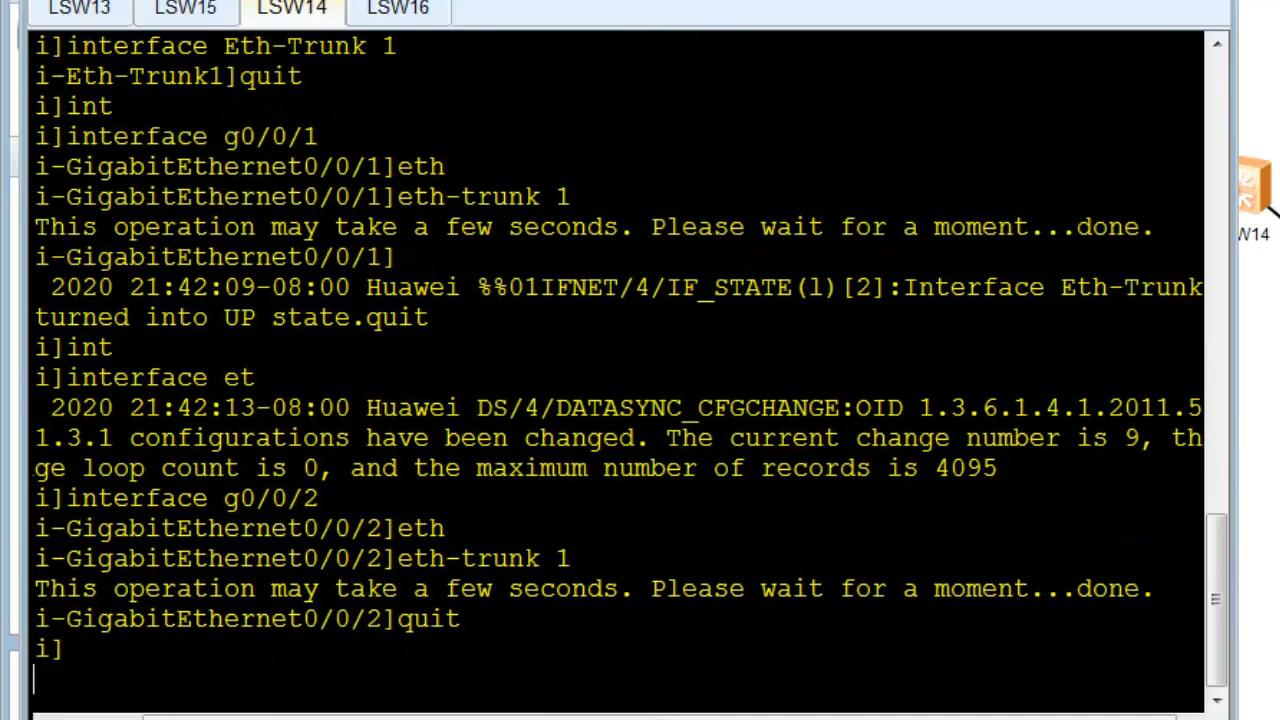 LSW13 LSW15 LSW14 LSW16
i]interface Eth-Trunk 1
i-Eth-Trunk1]quit
i]int
i]interface g0/0/1
i-GigabitEthernet0/0/1]eth
i-GigabitEthernet0/0/1]eth-trunk 1
This operation may take a few seconds. Please wait for a moment...done.
i-GigabitEthernet0/0/1]
2020 21:42:09-08:00 Huawei %%01IFNET/4/IF_STATE(l)[2]:Interface Eth-Trunk
turned into UP state.quit
i]int
i]interface et
2020 21:42:13-08:00 Huawei DS/4/DATASYNC_CFGCHANGE:OID 1.3.6.1.4.1.2011.5
1.3.1 configurations have been changed. The current change number is 9, th
ge loop count is 0, and the maximum number of records is 4095
i]interface g0/0/2
i-GigabitEthernet0/0/2]eth
i-GigabitEthernet0/0/2]eth-trunk 1
This operation may take a few seconds. Please wait for a moment...done.
i-GigabitEthernet0/0/2]quit
i]
W14